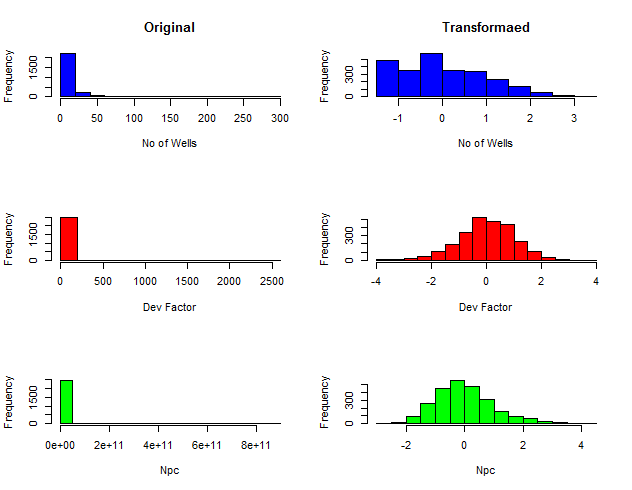 Original
Transformaed
Frequency
0 1500
0 50 100 150 200 250 300
No of Wells
Frequency
0 300
-1 0 1 2 3
No of Wells
Frequency
0 1500
0 500 1000 1500 2000 2500
Dev Factor
Frequency
0 300
-4 -2 0 2 4
Dev Factor
Frequency
0 1500
0e+00 2e+11 4e+11 6e+11 8e+11
Npc
Frequency
0 300
-2 0 2 4
Npc